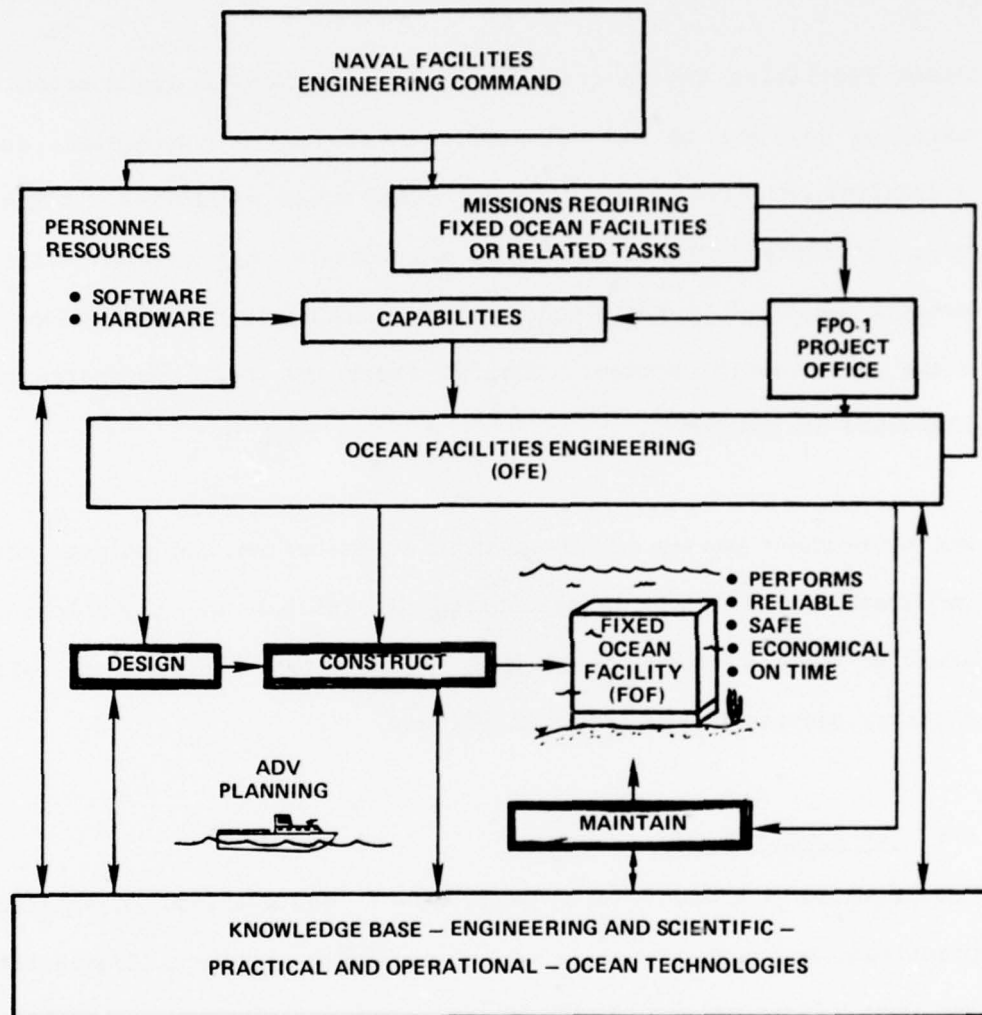 NAVAL FACILITIES
ENGINEERING COMMAND
PERSONNEL
RESOURCES
• SOFTWARE
• HARDWARE
MISSIONS REQUIRING
FIXED OCEAN FACILITIES
OR RELATED TASKS
CAPABILITIES
FPO-1
PROJECT
OFFICE
OCEAN FACILITIES ENGINEERING
(OFE)
DESIGN
CONSTRUCT
FIXED
OCEAN
FACILITY
(FOF)
• PERFORMS
• RELIABLE
• SAFE
• ECONOMICAL
• ON TIME
ADV
PLANNING
MAINTAIN
KNOWLEDGE BASE – ENGINEERING AND SCIENTIFIC –
PRACTICAL AND OPERATIONAL – OCEAN TECHNOLOGIES